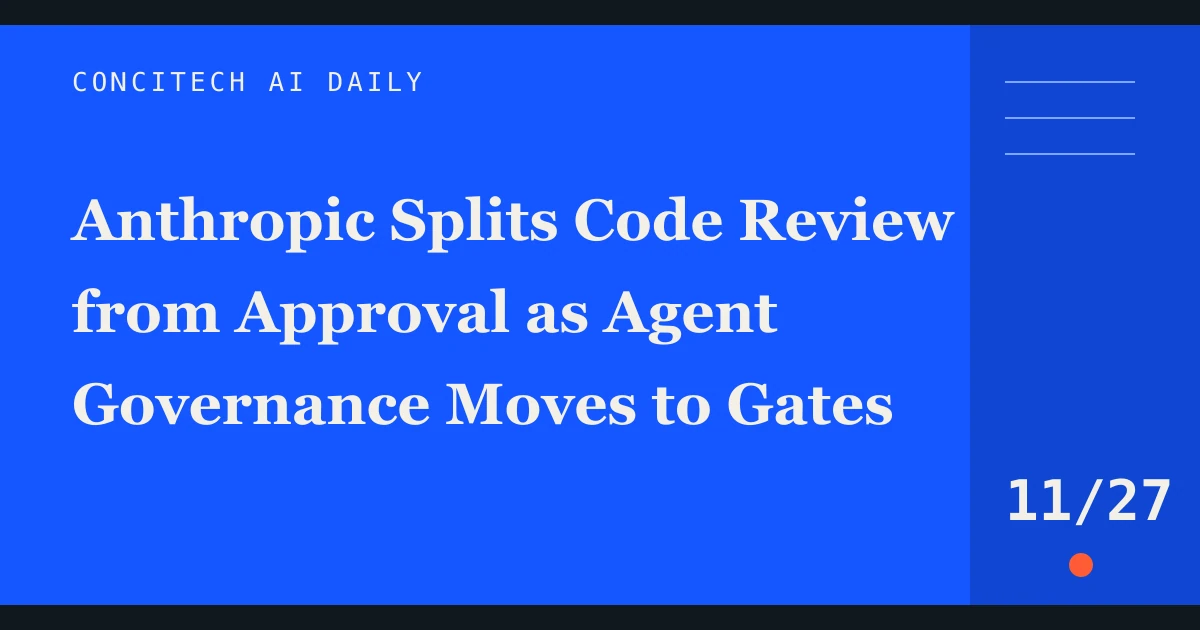 CONCITECH AI DAILY
Anthropic Splits Code Review
from Approval as Agent
Governance Moves to Gates
11/27